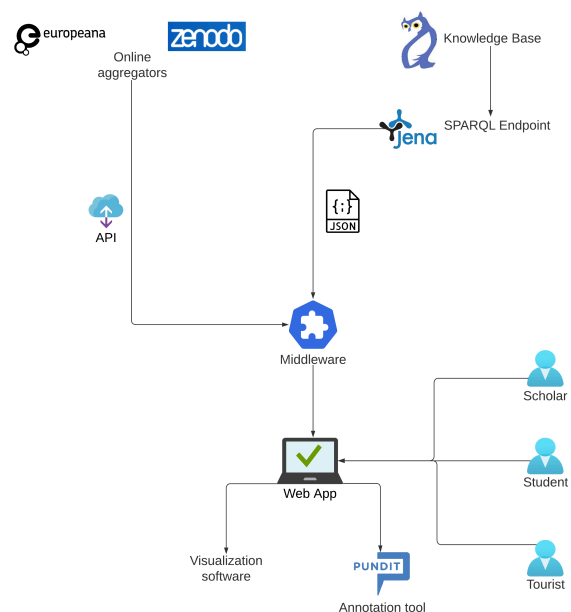 europeana
zenodo
Online
aggregators
Knowledge Base
SPARQL Endpoint
Jena
API
{;}
JSON
Middleware
Scholar
Web App
Student
Visualization
software
PUNDIT
Annotation tool
Tourist